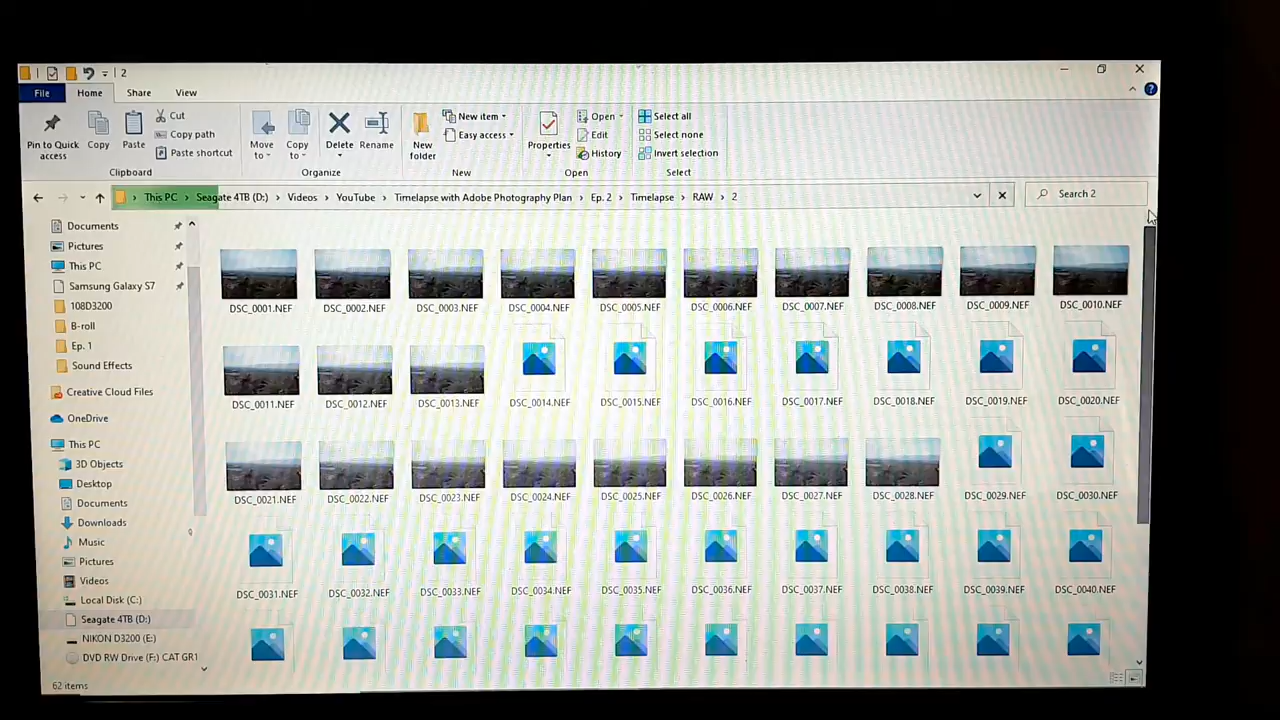 2
File Home Share View
Pin to Quick access
Copy
Paste
Cut
Copy path
Paste shortcut
Clipboard
Move to
Copy to
Delete
Rename
Organize
New folder
New item
Easy access
New
Properties
Open
Edit
History
Open
Select all
Select none
Invert selection
Select
This PC Seagate 4TB (D:) Videos YouTube Timelapse with Adobe Photography Plan Ep. 2 Timelapse RAW 2
Search 2
Documents
Pictures
This PC
Samsung Galaxy S7
108D3200
B-roll
Ep. 1
Sound Effects
Creative Cloud Files
OneDrive
This PC
3D Objects
Desktop
Documents
Downloads
Music
Pictures
Videos
Local Disk (C:)
Seagate 4TB (D:)
NIKON D3200 (E:)
DVD RW Drive (F:) CAT GR1
DSC_0001.NEF DSC_0002.NEF DSC_0003.NEF DSC_0004.NEF DSC_0005.NEF DSC_0006.NEF DSC_0007.NEF DSC_0008.NEF DSC_0009.NEF DSC_0010.NEF
DSC_0011.NEF DSC_0012.NEF DSC_0013.NEF DSC_0014.NEF DSC_0015.NEF DSC_0016.NEF DSC_0017.NEF DSC_0018.NEF DSC_0019.NEF DSC_0020.NEF
DSC_0021.NEF DSC_0022.NEF DSC_0023.NEF DSC_0024.NEF DSC_0025.NEF DSC_0026.NEF DSC_0027.NEF DSC_0028.NEF DSC_0029.NEF DSC_0030.NEF
DSC_0031.NEF DSC_0032.NEF DSC_0033.NEF DSC_0034.NEF DSC_0035.NEF DSC_0036.NEF DSC_0037.NEF DSC_0038.NEF DSC_0039.NEF DSC_0040.NEF
62 items